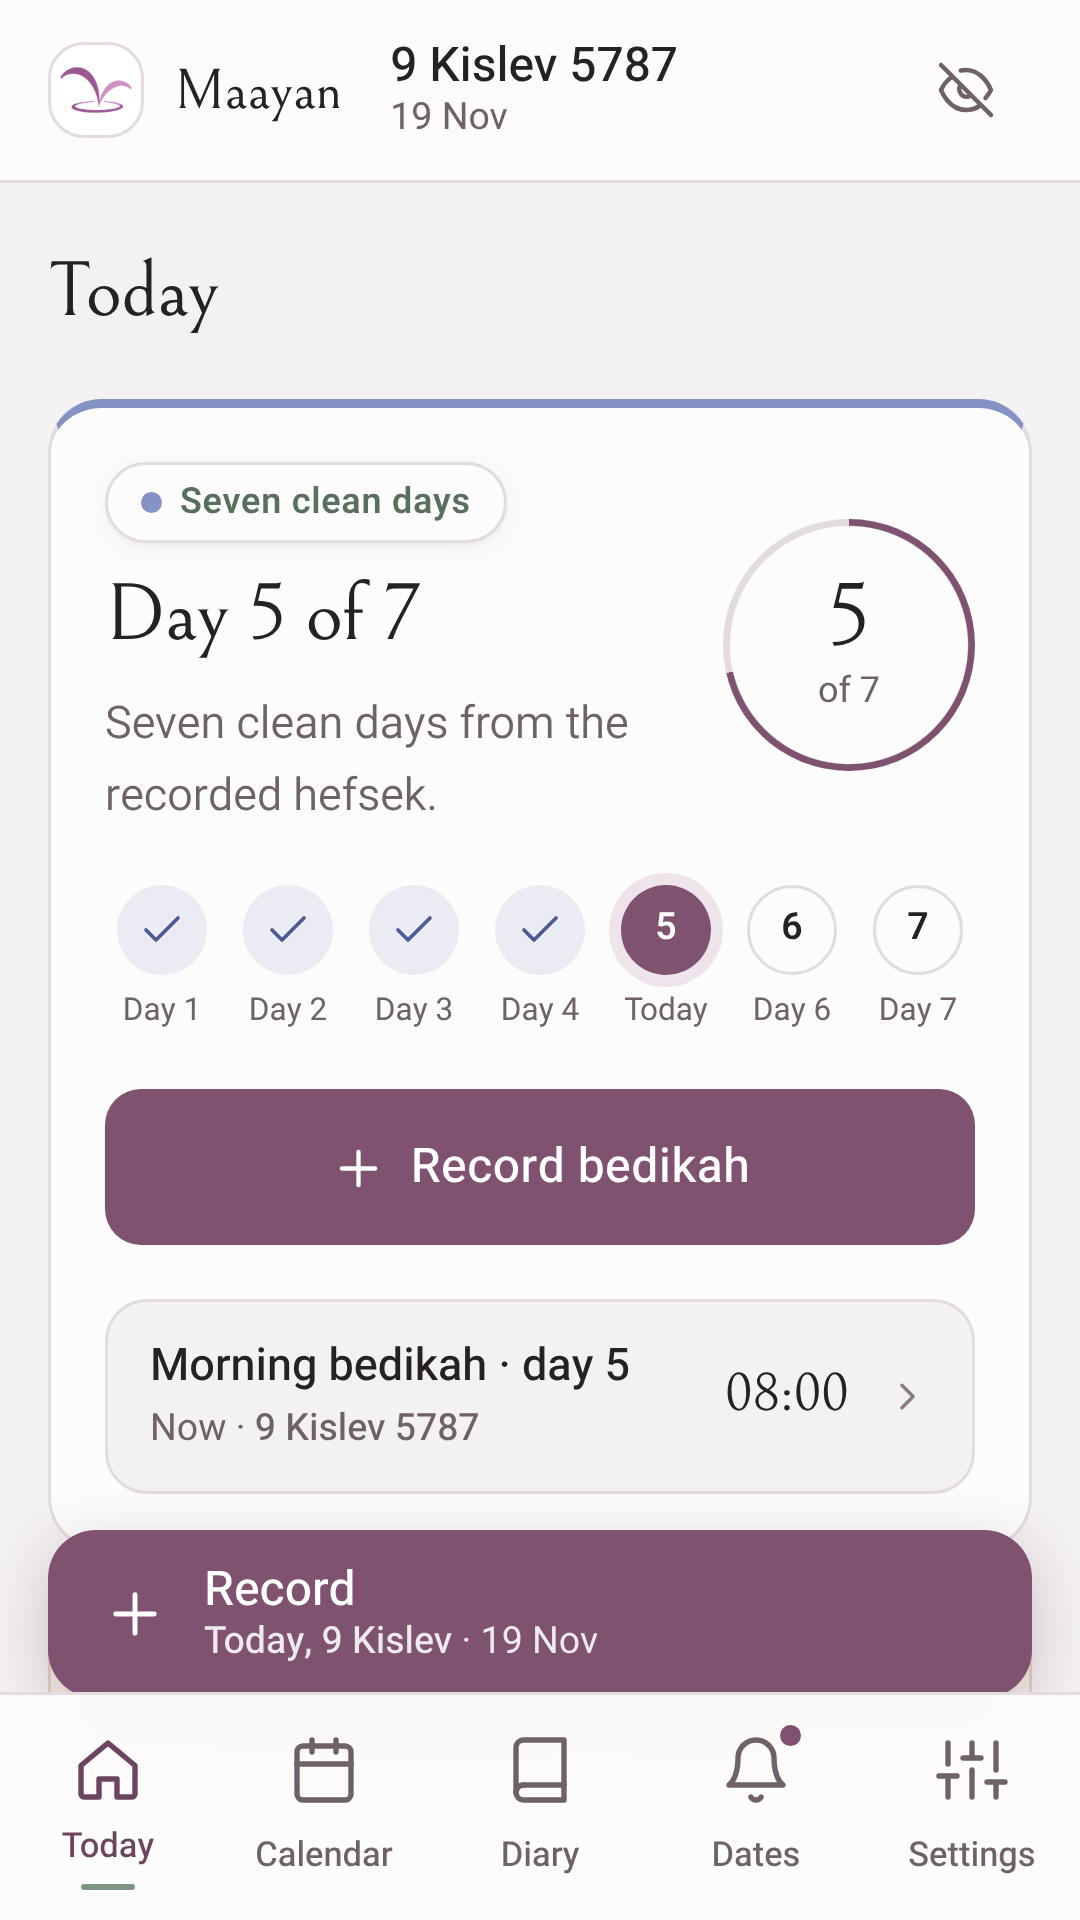 Maayan
9 Kislev 5787
19 Nov
Today
Seven clean days
Day 5 of 7
Seven clean days from the
recorded hefsek.
5
of 7
5 6 7
Day 1 Day 2 Day 3 Day 4 Today Day 6 Day 7
Record bedikah
Morning bedikah · day 5
Now · 9 Kislev 5787
08:00
Record
Today, 9 Kislev · 19 Nov
Today Calendar Diary Dates Settings